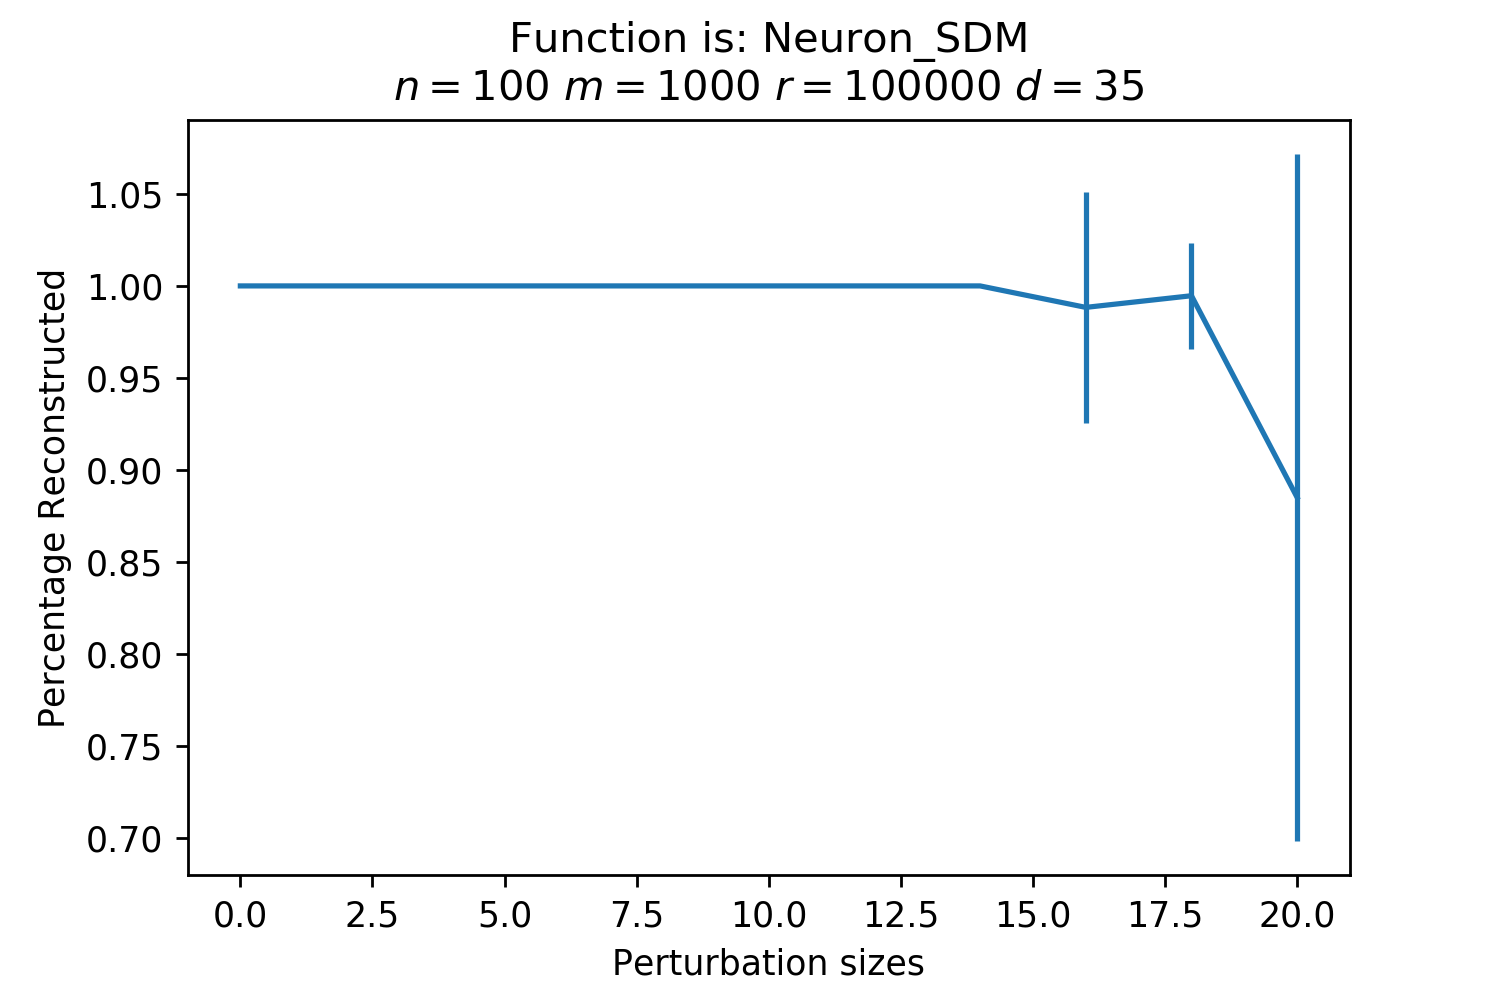 Function is: Neuron_SDM
n = 100 m = 1000 r = 100000 d = 35
1.05
1.00
0.95
0.90
0.85
0.80
0.75
0.70
Percentage Reconstructed
0.0 2.5 5.0 7.5 10.0 12.5 15.0 17.5 20.0
Perturbation sizes